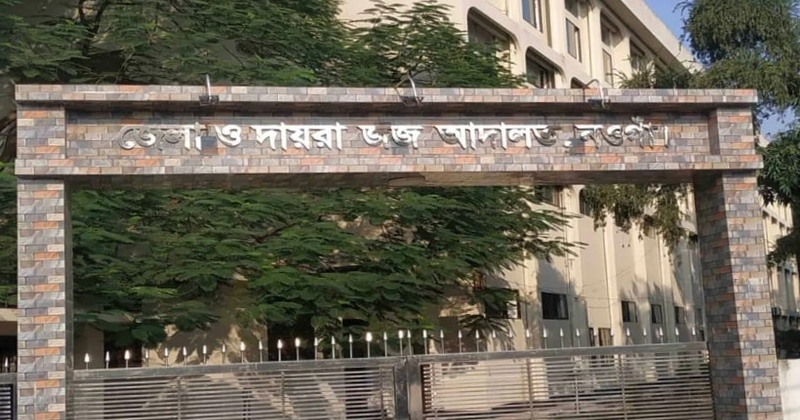 জেলা ও দায়রা জজ আদালত, নওগাঁ।